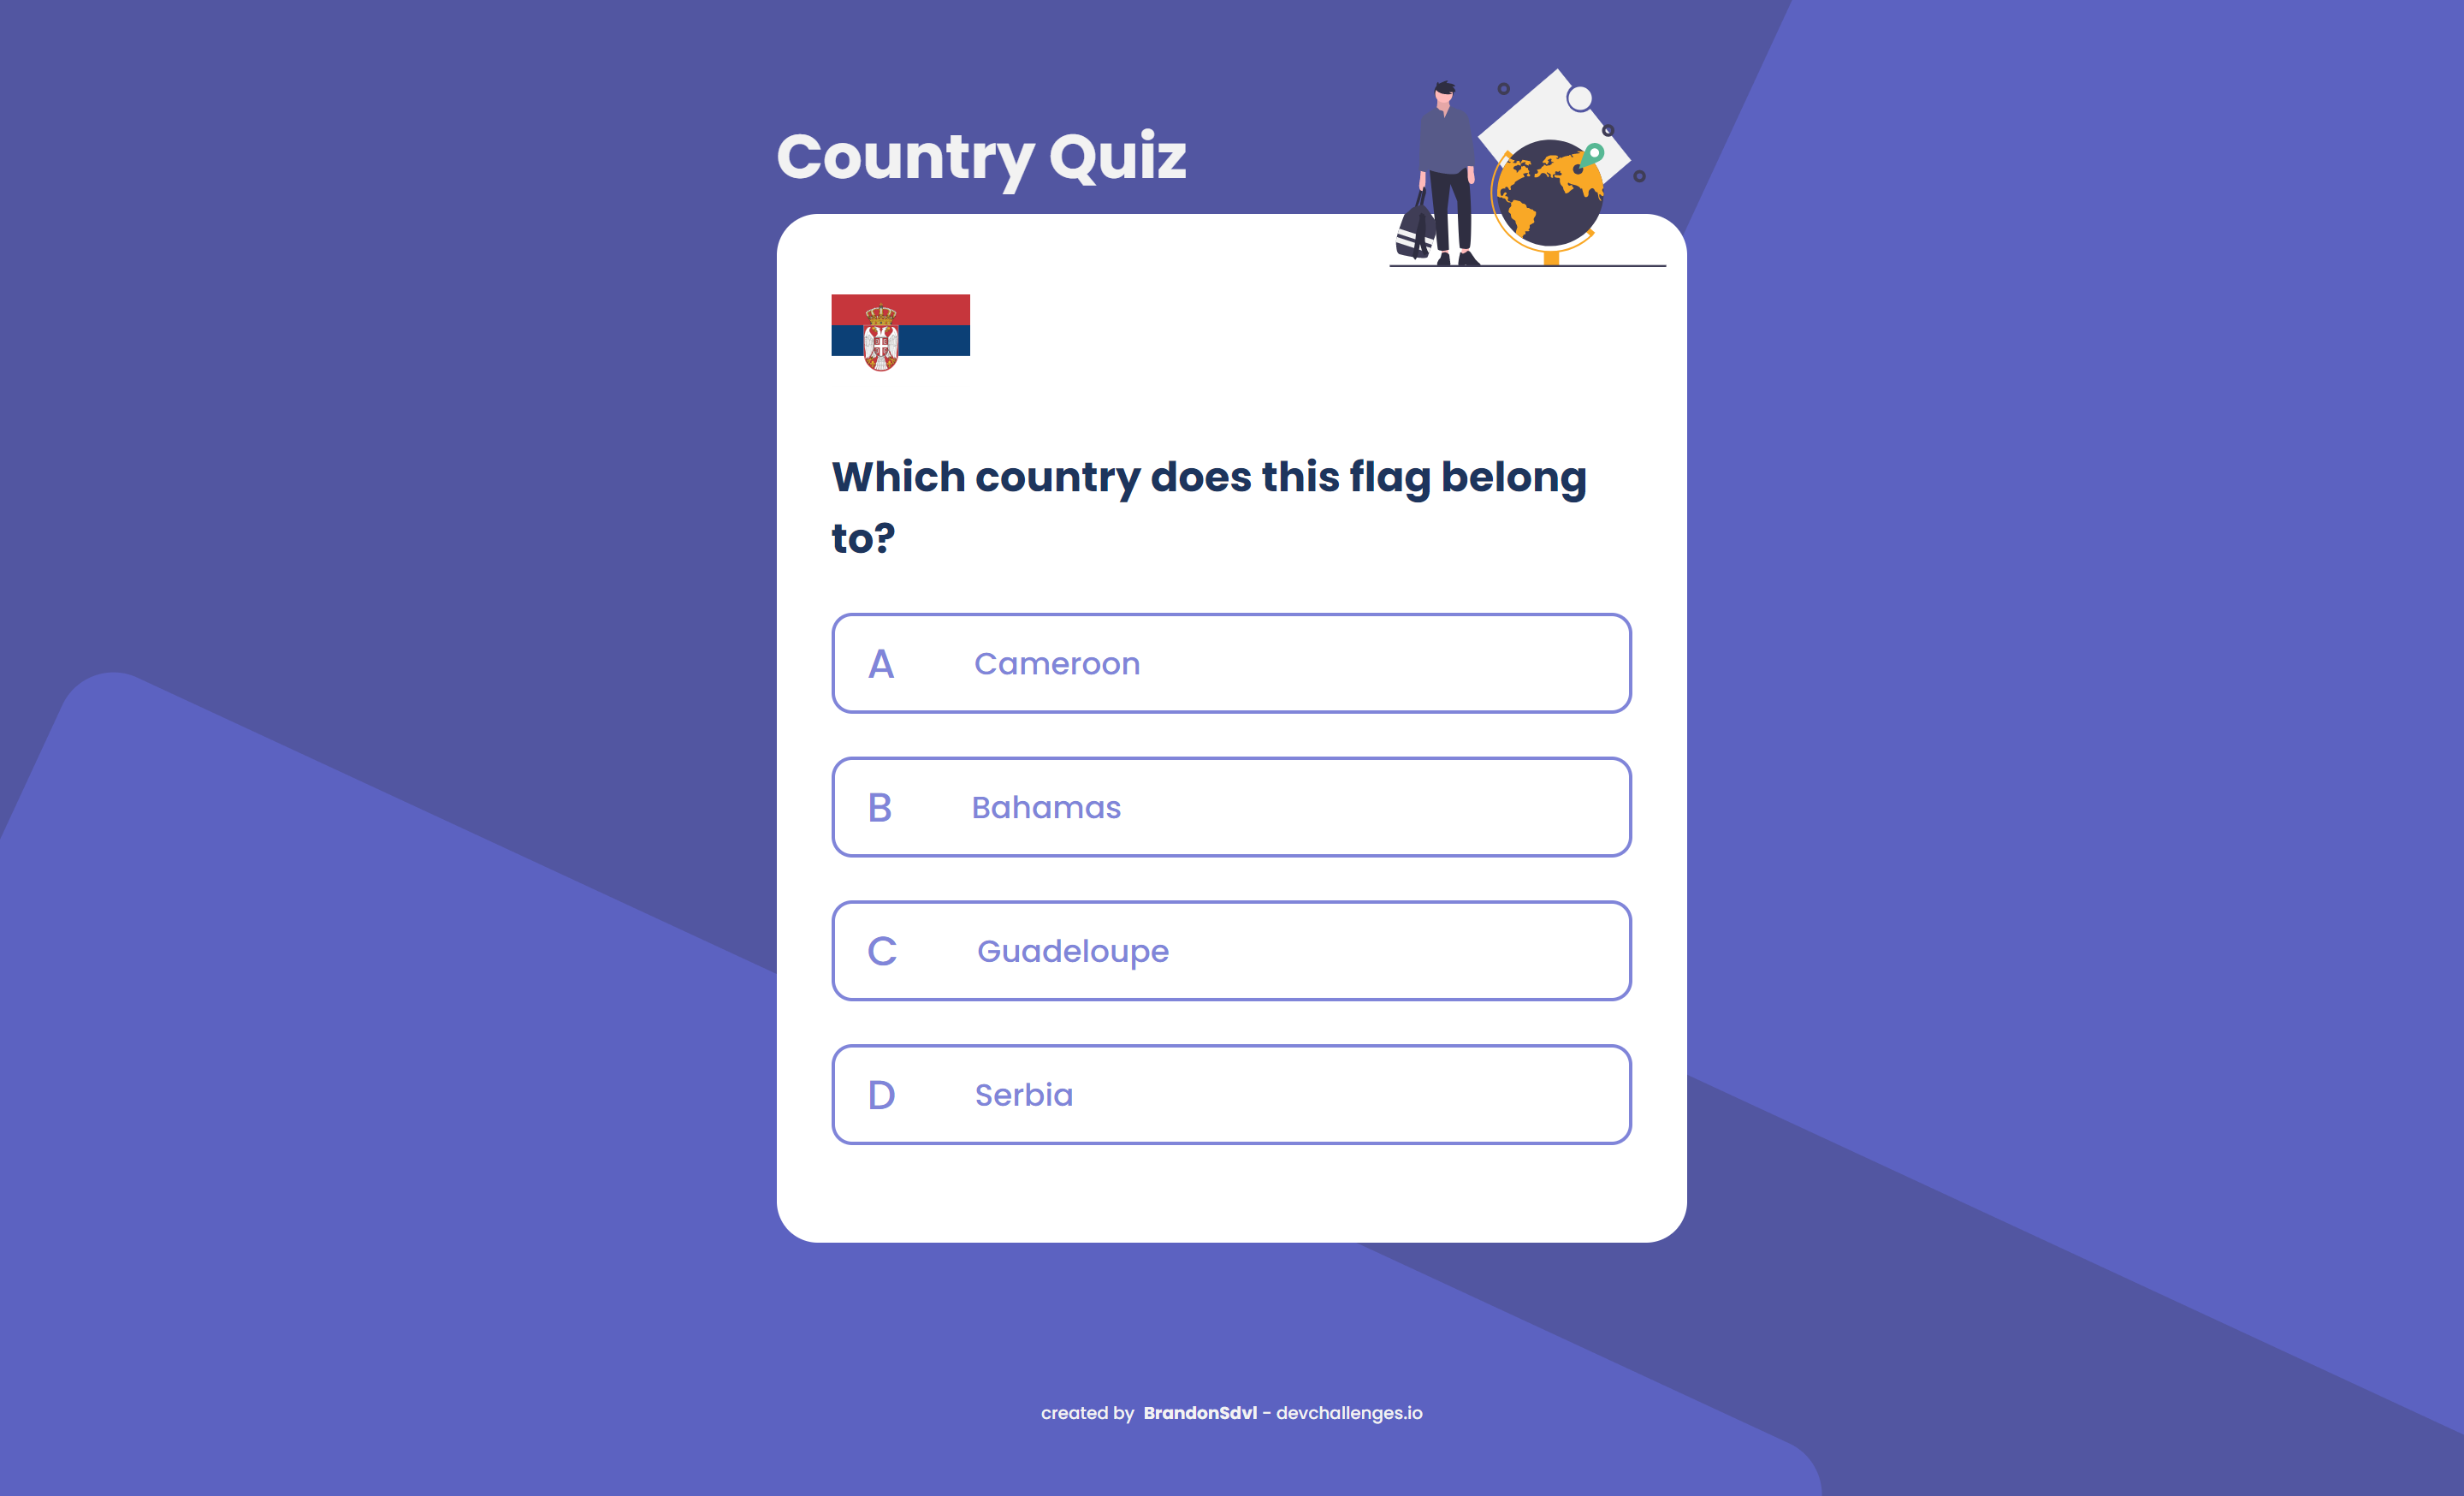 Country Quiz
Which country does this flag belong
to?
A Cameroon
B Bahamas
C Guadeloupe
D Serbia
created by BrandonSdvl - devchallenges.io